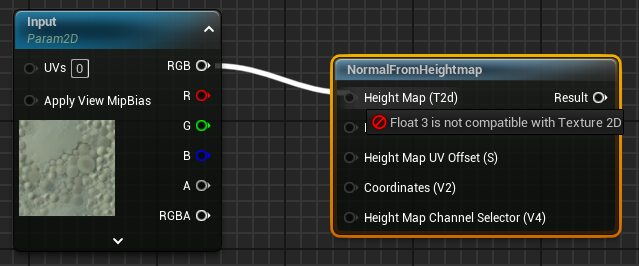 Input
Param2D
UVs 0
RGB
Apply View MipBias
R
G
B
A
RGBA
NormalFromHeightmap
Height Map (T2d)
Result
Float 3 is not compatible with Texture 2D
Height Map UV Offset (S)
Coordinates (V2)
Height Map Channel Selector (V4)